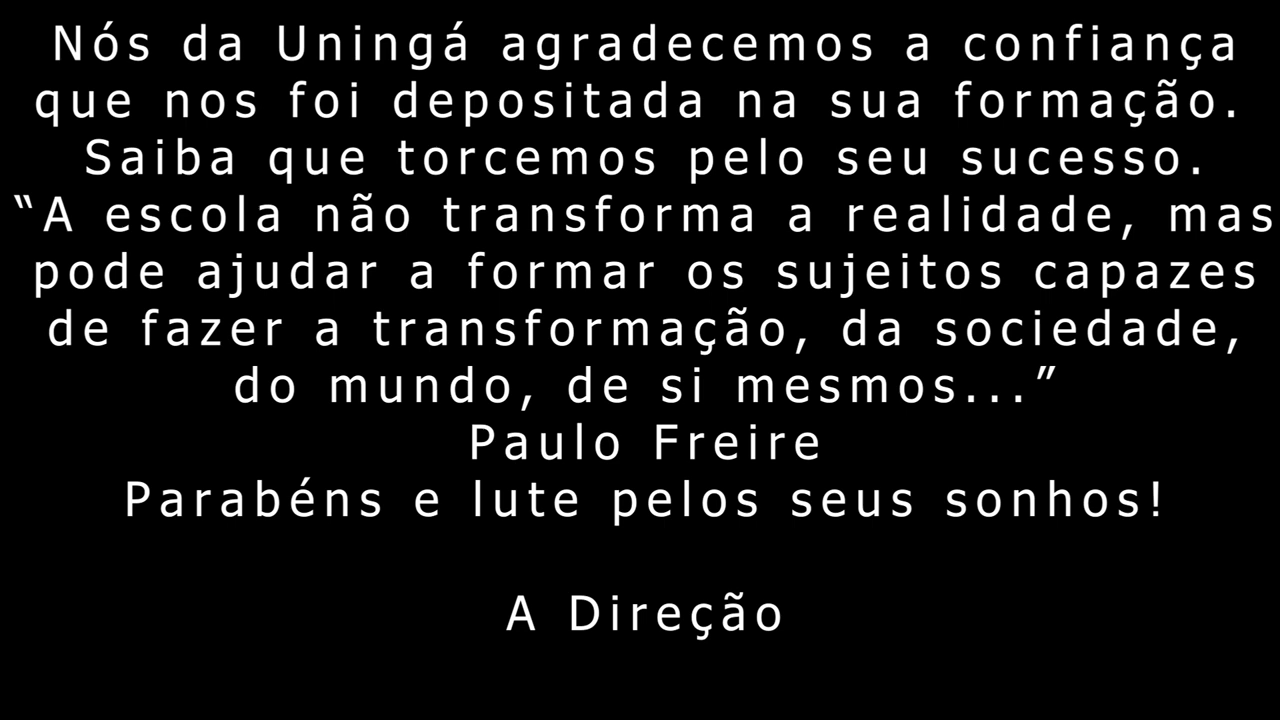 Nós da Uningá agradecemos a confiança
que nos foi depositada na sua formação.
Saiba que torcemos pelo seu sucesso.
“A escola não transforma a realidade, mas
pode ajudar a formar os sujeitos capazes
de fazer a transformação, da sociedade,
do mundo, de si mesmos...”
Paulo Freire
Parabéns e lute pelos seus sonhos!
A Direção